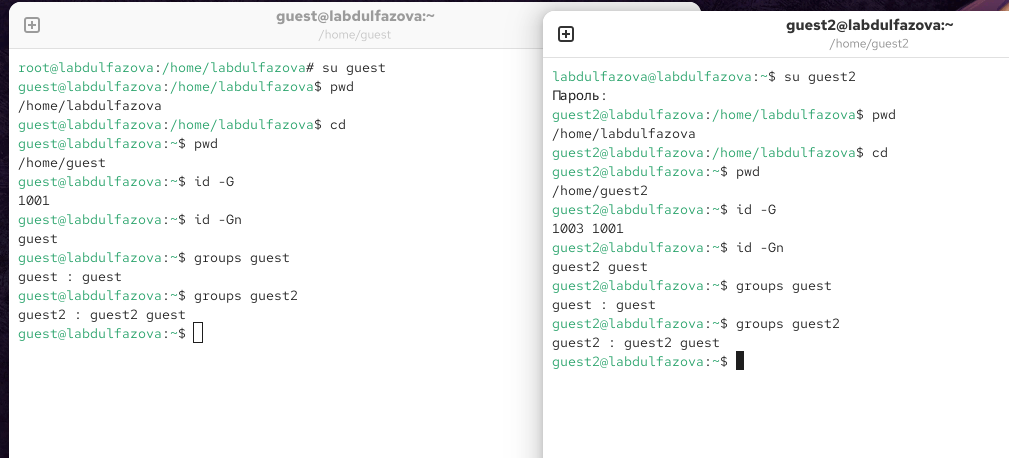 guest@labdulfazova:~
/home/guest
root@labdulfazova:/home/labdulfazova# su guest
guest@labdulfazova:/home/labdulfazova$ pwd
/home/labdulfazova
guest@labdulfazova:/home/labdulfazova$ cd
guest@labdulfazova:~$ pwd
/home/guest
guest@labdulfazova:~$ id -G
1001
guest@labdulfazova:~$ id -Gn
guest
guest@labdulfazova:~$ groups guest
guest : guest
guest@labdulfazova:~$ groups guest2
guest2 : guest2 guest
guest@labdulfazova:~$
guest2@labdulfazova:~
/home/guest2
labdulfazova@labdulfazova:~$ su guest2
Пароль:
guest2@labdulfazova:/home/labdulfazova$ pwd
/home/labdulfazova
guest2@labdulfazova:/home/labdulfazova$ cd
guest2@labdulfazova:~$ pwd
/home/guest2
guest2@labdulfazova:~$ id -G
1003 1001
guest2@labdulfazova:~$ id -Gn
guest2 guest
guest2@labdulfazova:~$ groups guest
guest : guest
guest2@labdulfazova:~$ groups guest2
guest2 : guest2 guest
guest2@labdulfazova:~$